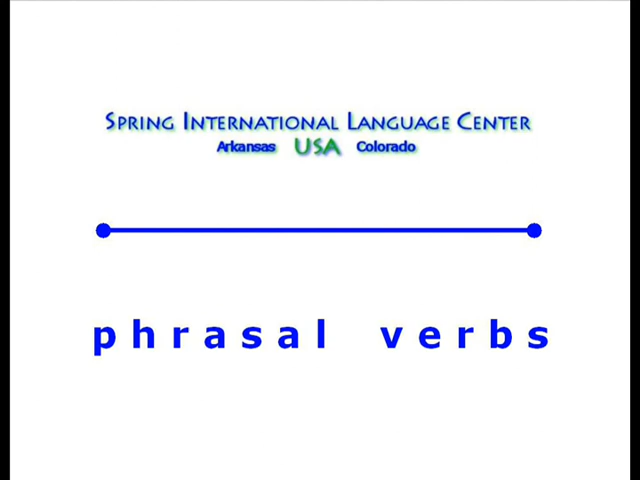 Spring International Language Center
Arkansas USA Colorado
phrasal verbs